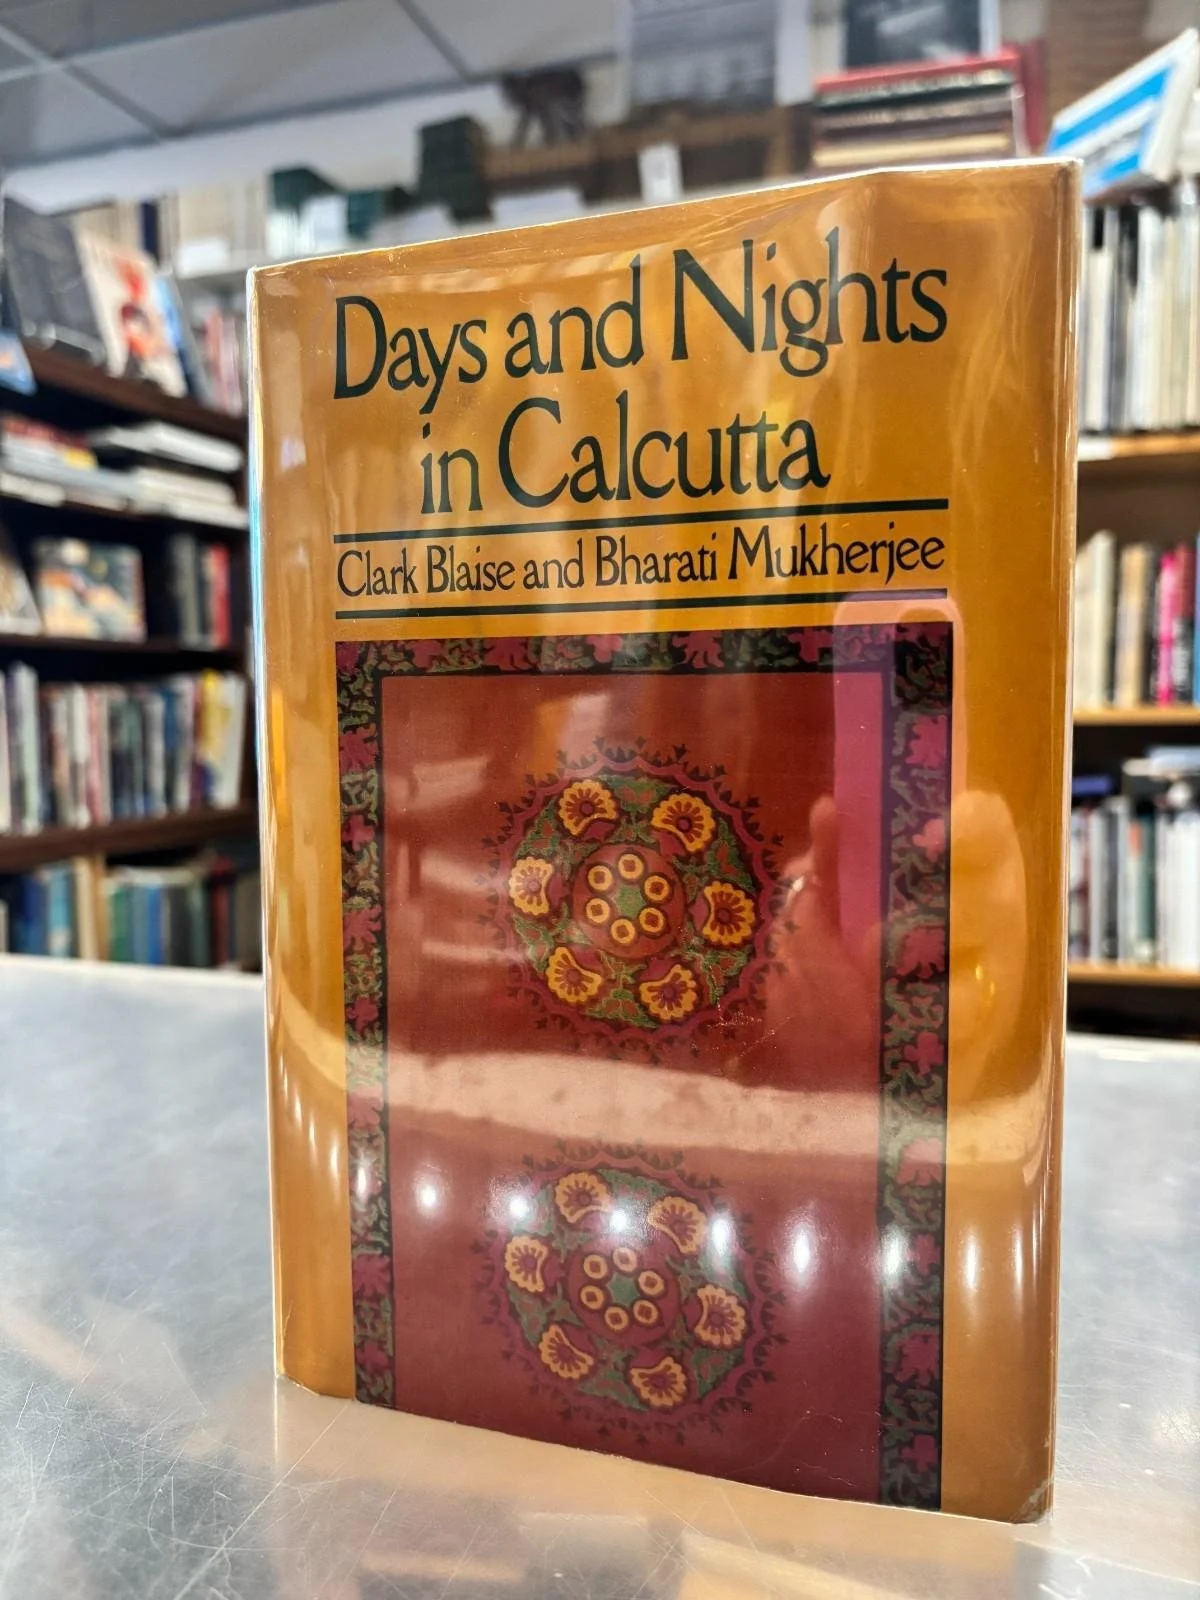 Days and Nights
in Calcutta
Clark Blaise and Bharati Mukherjee